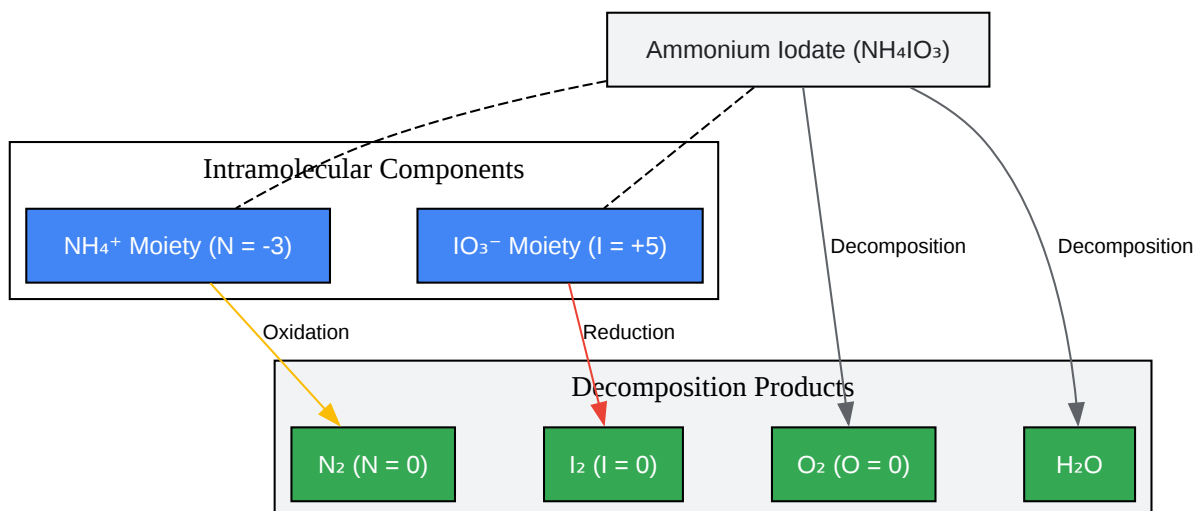 Ammonium Iodate (NH₄IO₃)
Intramolecular Components
NH₄⁺ Moiety (N = -3)
IO₃⁻ Moiety (I = +5)
Decomposition
Decomposition
Oxidation
Reduction
Decomposition Products
N₂ (N = 0)
I₂ (I = 0)
O₂ (O = 0)
H₂O